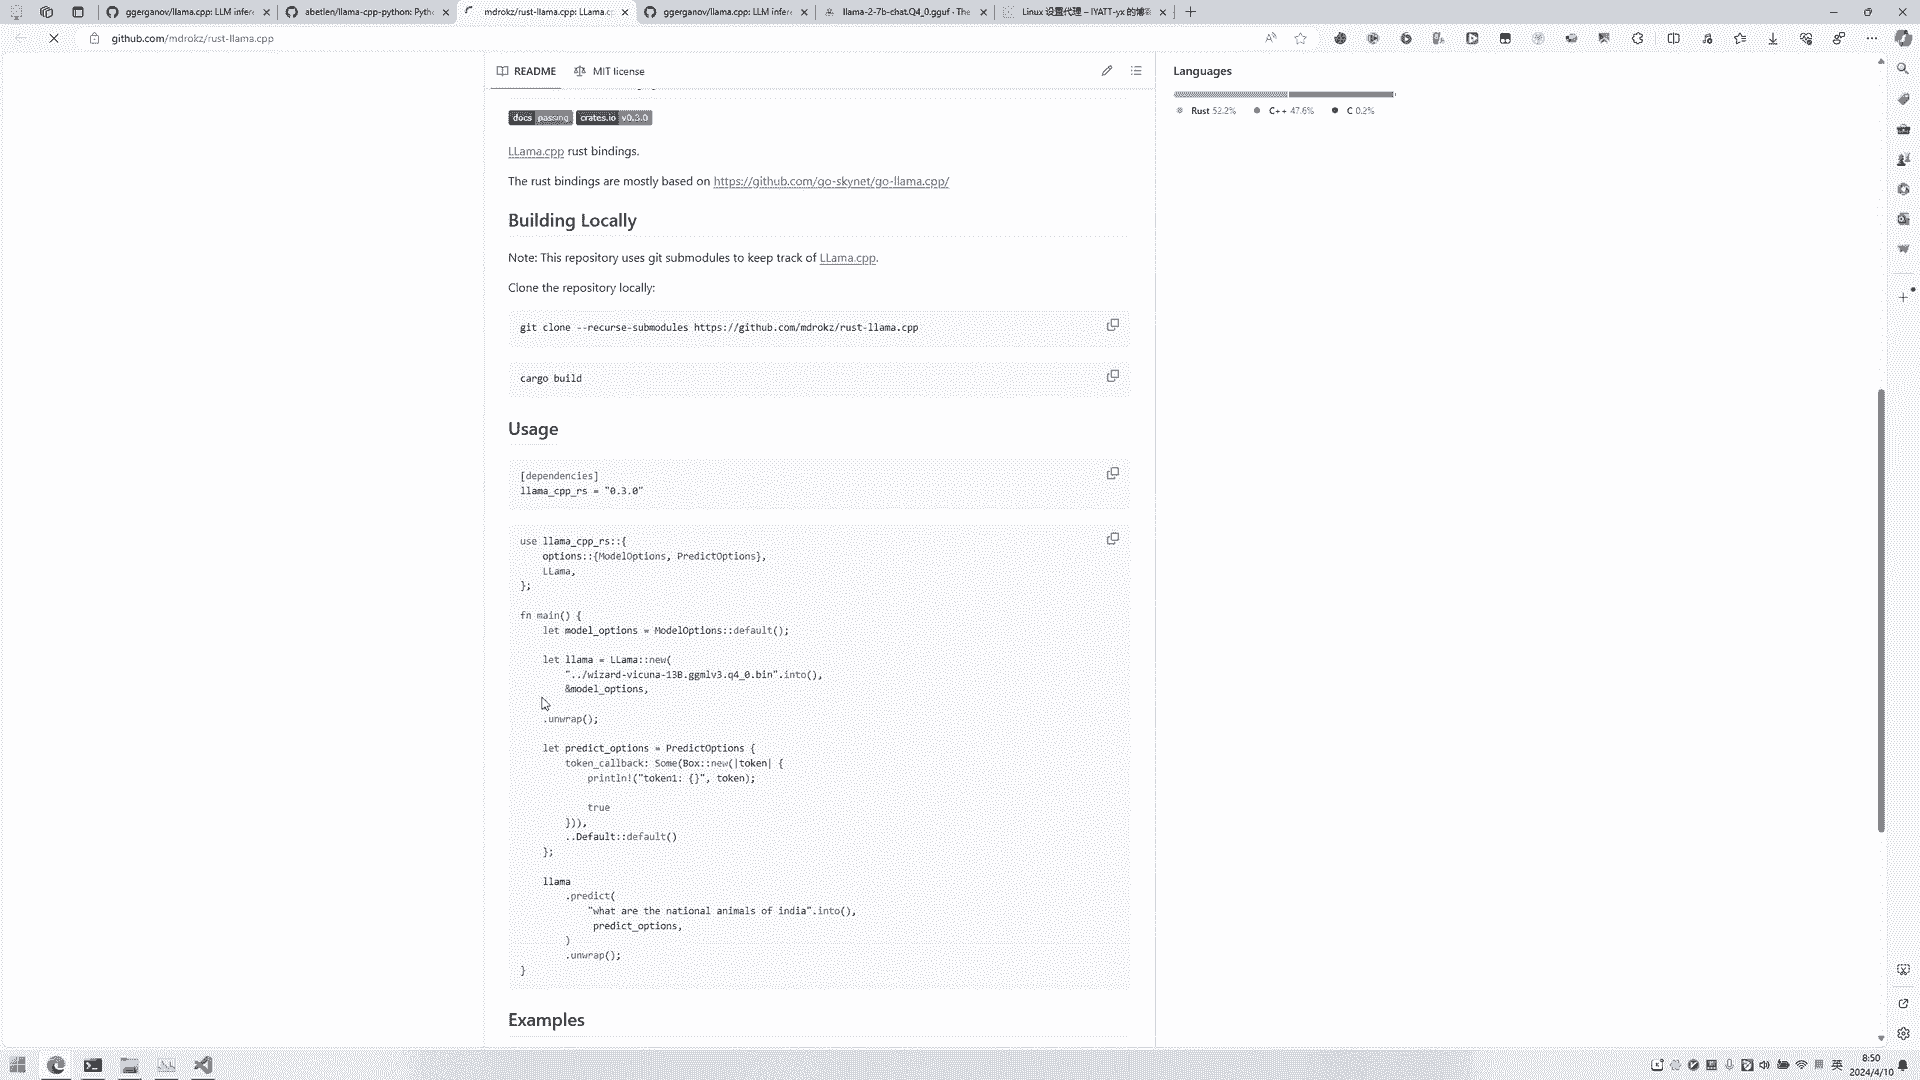 ggerganov/llama.cpp: LLM infere
abetlen/llama-cpp-python: Pytho
mdrokz/rust-llama.cpp: LLama.c
ggerganov/llama.cpp: LLM infere
llama-2-7b-chat.Q4_0.gguf · The
Linux 设置代理 – IYATT-yx 的博客
github.com/mdrokz/rust-llama.cpp
README
MIT license
docs passing crates.io v0.3.0
LLama.cpp rust bindings.
The rust bindings are mostly based on https://github.com/go-skynet/go-llama.cpp/
Building Locally
Note: This repository uses git submodules to keep track of LLama.cpp.
Clone the repository locally:
git clone --recurse-submodules https://github.com/mdrokz/rust-llama.cpp
cargo build
Usage
[dependencies]
llama_cpp_rs = "0.3.0"
use llama_cpp_rs::{
options::{ModelOptions, PredictOptions},
LLama,
};
fn main() {
let model_options = ModelOptions::default();
let llama = LLama::new(
"../wizard-vicuna-13B.ggmlv3.q4_0.bin".into(),
&model_options,
.unwrap();
let predict_options = PredictOptions {
token_callback: Some(Box::new(|token| {
println!("token1: {}", token);
true
})),
..Default::default()
};
llama
.predict(
"what are the national animals of india".into(),
predict_options,
)
.unwrap();
}
Examples
Languages
Rust 52.2% C++ 47.6% C 0.2%
英
8:50
2024/4/10